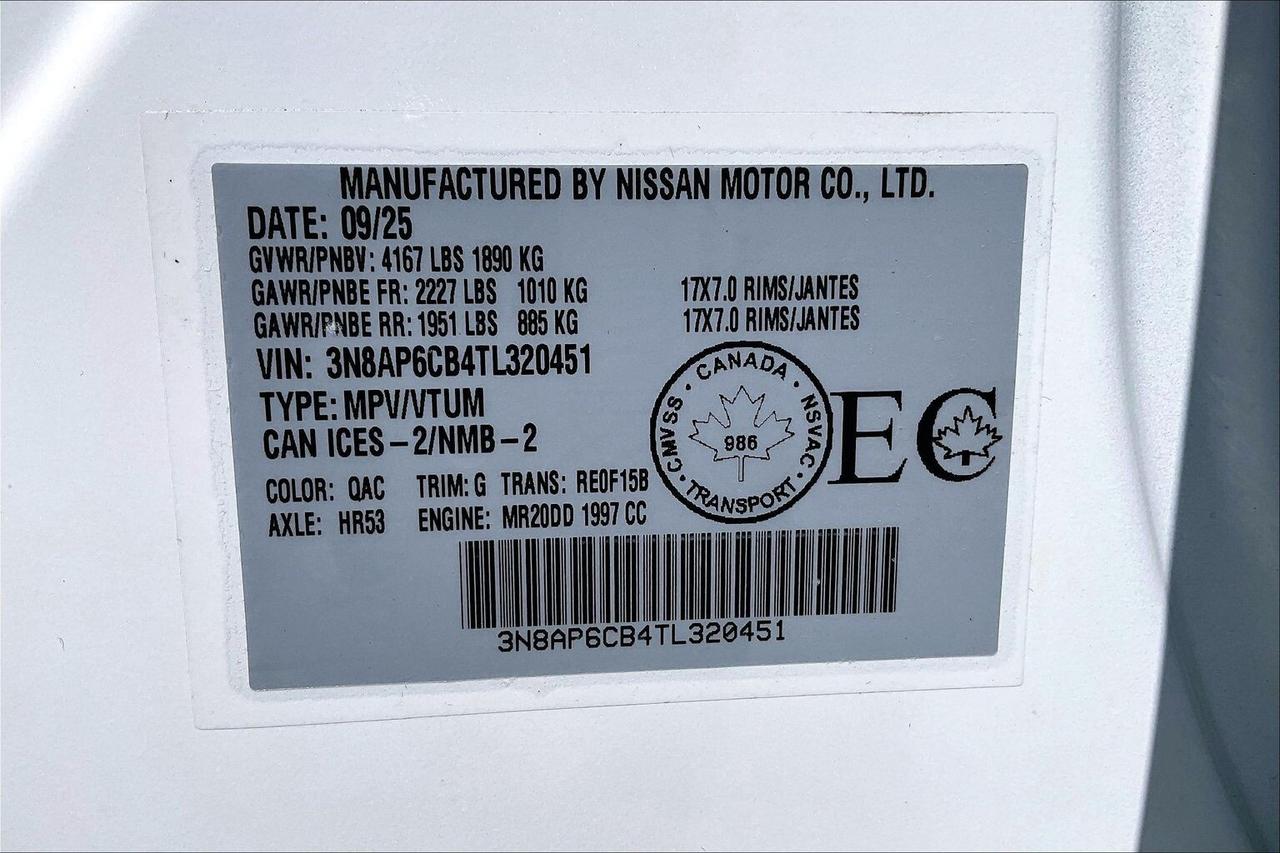 MANUFACTURED BY NISSAN MOTOR CO., LTD.
DATE: 09/25
GVWR/PNBV: 4167 LBS 1890 KG
GAWR/PNBE FR: 2227 LBS 1010 KG 17X7.0 RIMS/JANTES
GAWR/PNBE RR: 1951 LBS 885 KG 17X7.0 RIMS/JANTES
VIN: 3N8AP6CB4TL320451
TYPE: MPV/VTUM
CAN ICES-2/NMB-2
CANADA · NSVAC · TRANSPORT · CMVSS ·
986
EC
COLOR: QAC TRIM: G TRANS: RE0F15B
AXLE: HR53 ENGINE: MR20DD 1997 CC
3N8AP6CB4TL320451